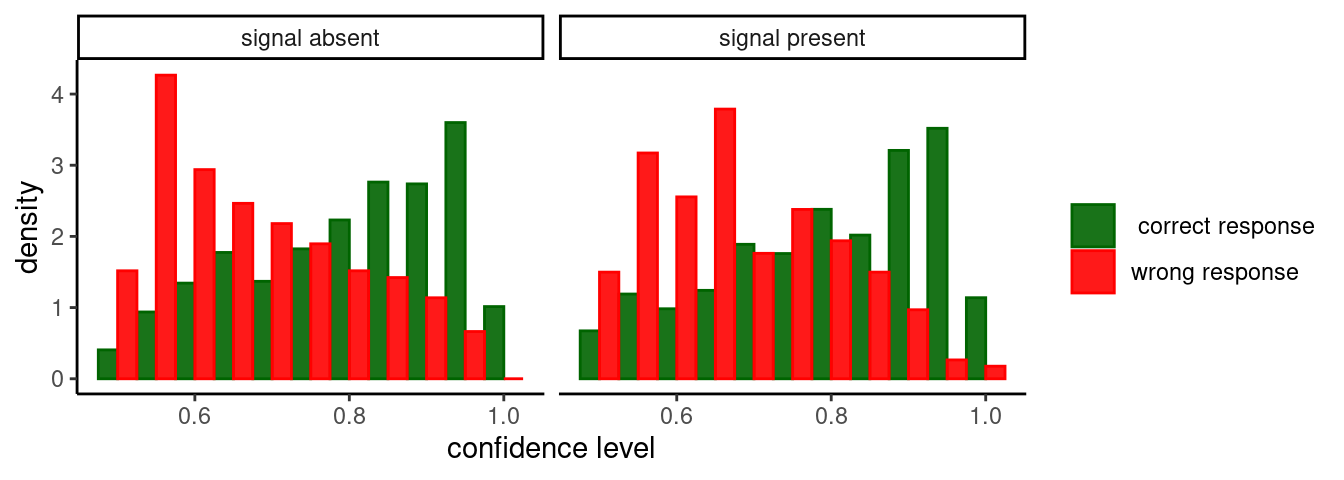 signal absent
signal present
density
4
3
2
1
0
0.6
0.8
1.0
0.6
0.8
1.0
confidence level
correct response
wrong response